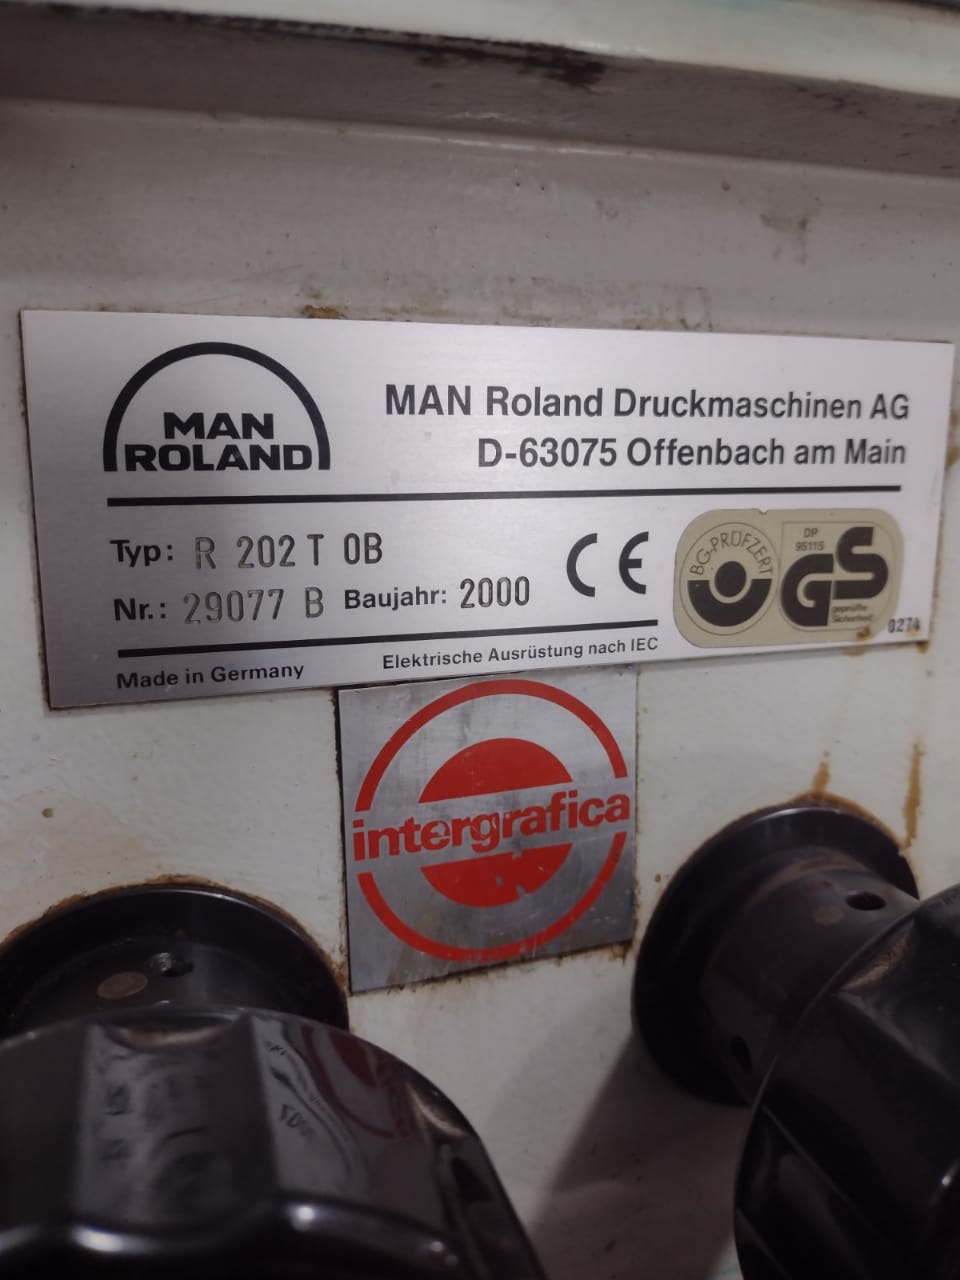 MAN
ROLAND
MAN Roland Druckmaschinen AG
D-63075 Offenbach am Main
Typ: R 202 T 0B
Nr.: 29077 B Baujahr: 2000
CE
BG-PRÜFZERT
DP
95115
GS
geprüfte
Sicherheit
0274
Made in Germany
Elektrische Ausrüstung nach IEC
intergrafica